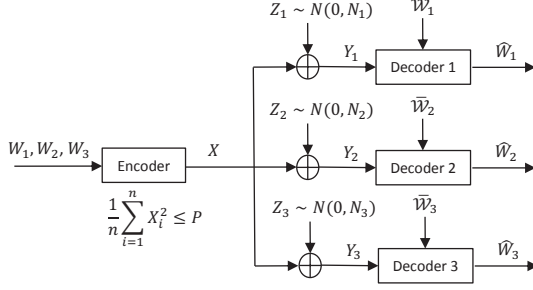 Z₁ ~ N(0, N₁) 𝒲₁
Y₁ Decoder 1 Ŵ₁
Z₂ ~ N(0, N₂) 𝒲̄₂
W₁, W₂, W₃ Encoder X Y₂ Decoder 2 Ŵ₂
1/n ∑ᵢ₌₁ⁿ Xᵢ² ≤ P
Z₃ ~ N(0, N₃) 𝒲̄₃
Y₃ Decoder 3 Ŵ₃